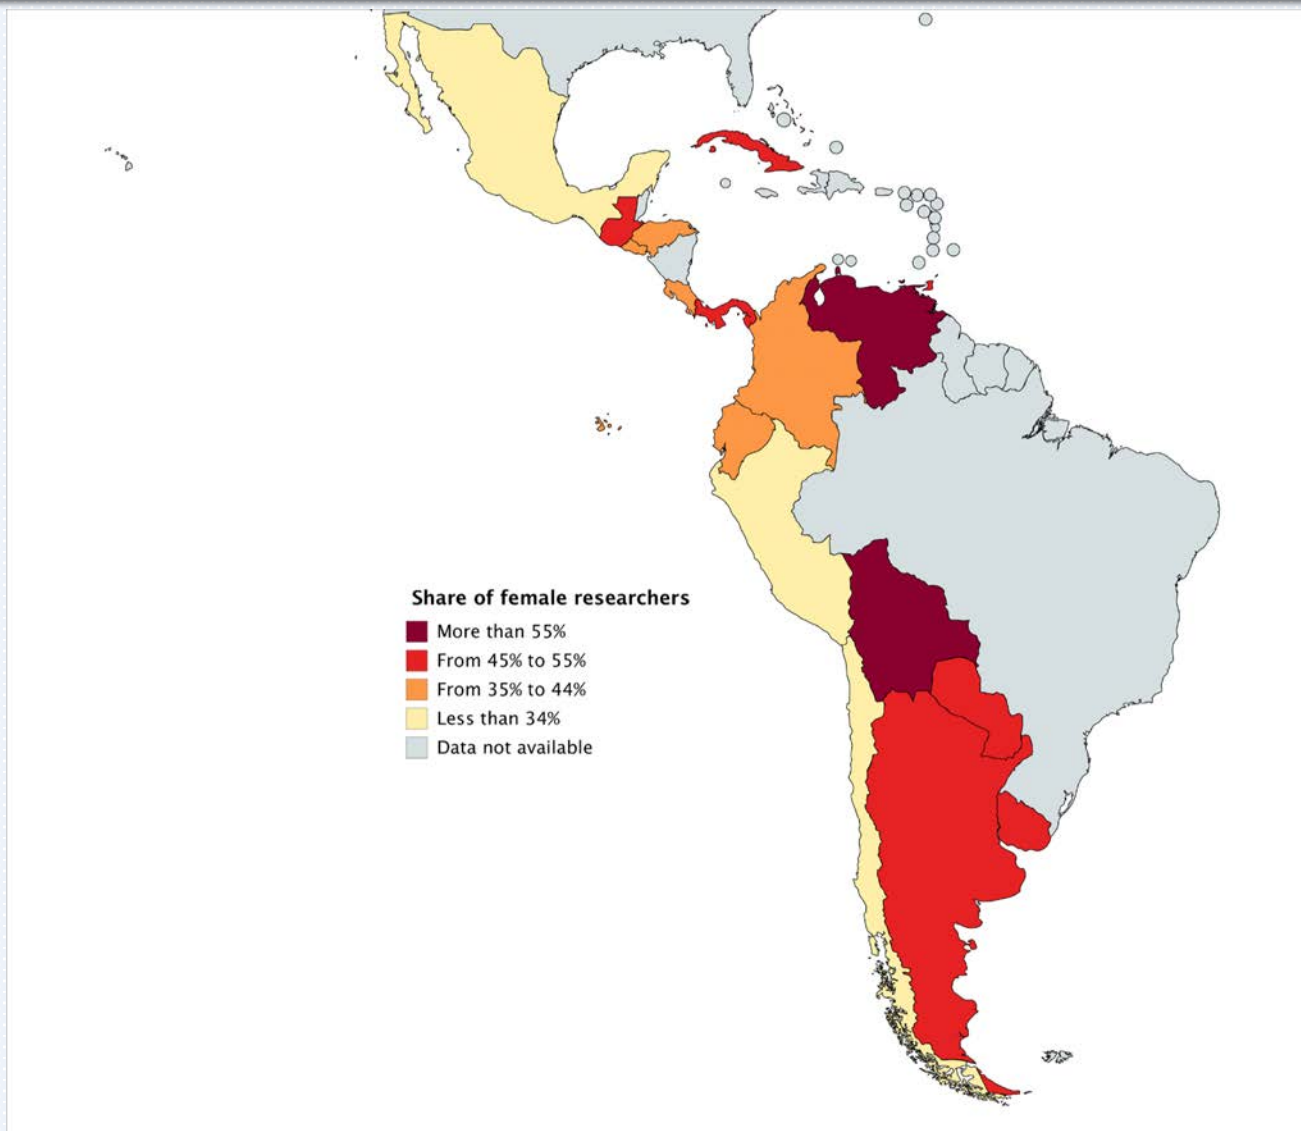 Share of female researchers
More than 55%
From 45% to 55%
From 35% to 44%
Less than 34%
Data not available